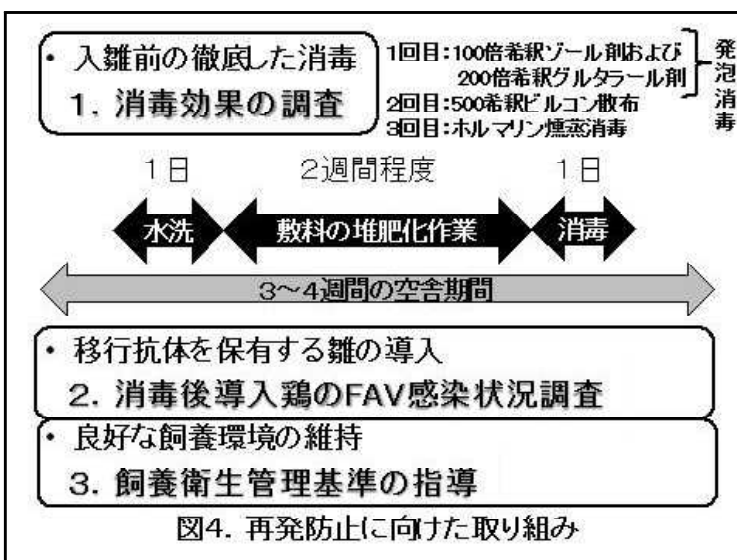 ・ 入雛前の徹底した消毒
1. 消毒効果の調査
1回目：100倍希釈ゾール剤および
200倍希釈グルタラール剤
2回目：500希釈ビルコン散布
3回目：ホルマリン燻蒸消毒
発泡消毒
1日 2週間程度 1日
水洗 敷料の堆肥化作業 消毒
3～4週間の空舎期間
・ 移行抗体を保有する雛の導入
2. 消毒後導入鶏のFAV感染状況調査
・ 良好な飼養環境の維持
3. 飼養衛生管理基準の指導
図4. 再発防止に向けた取り組み